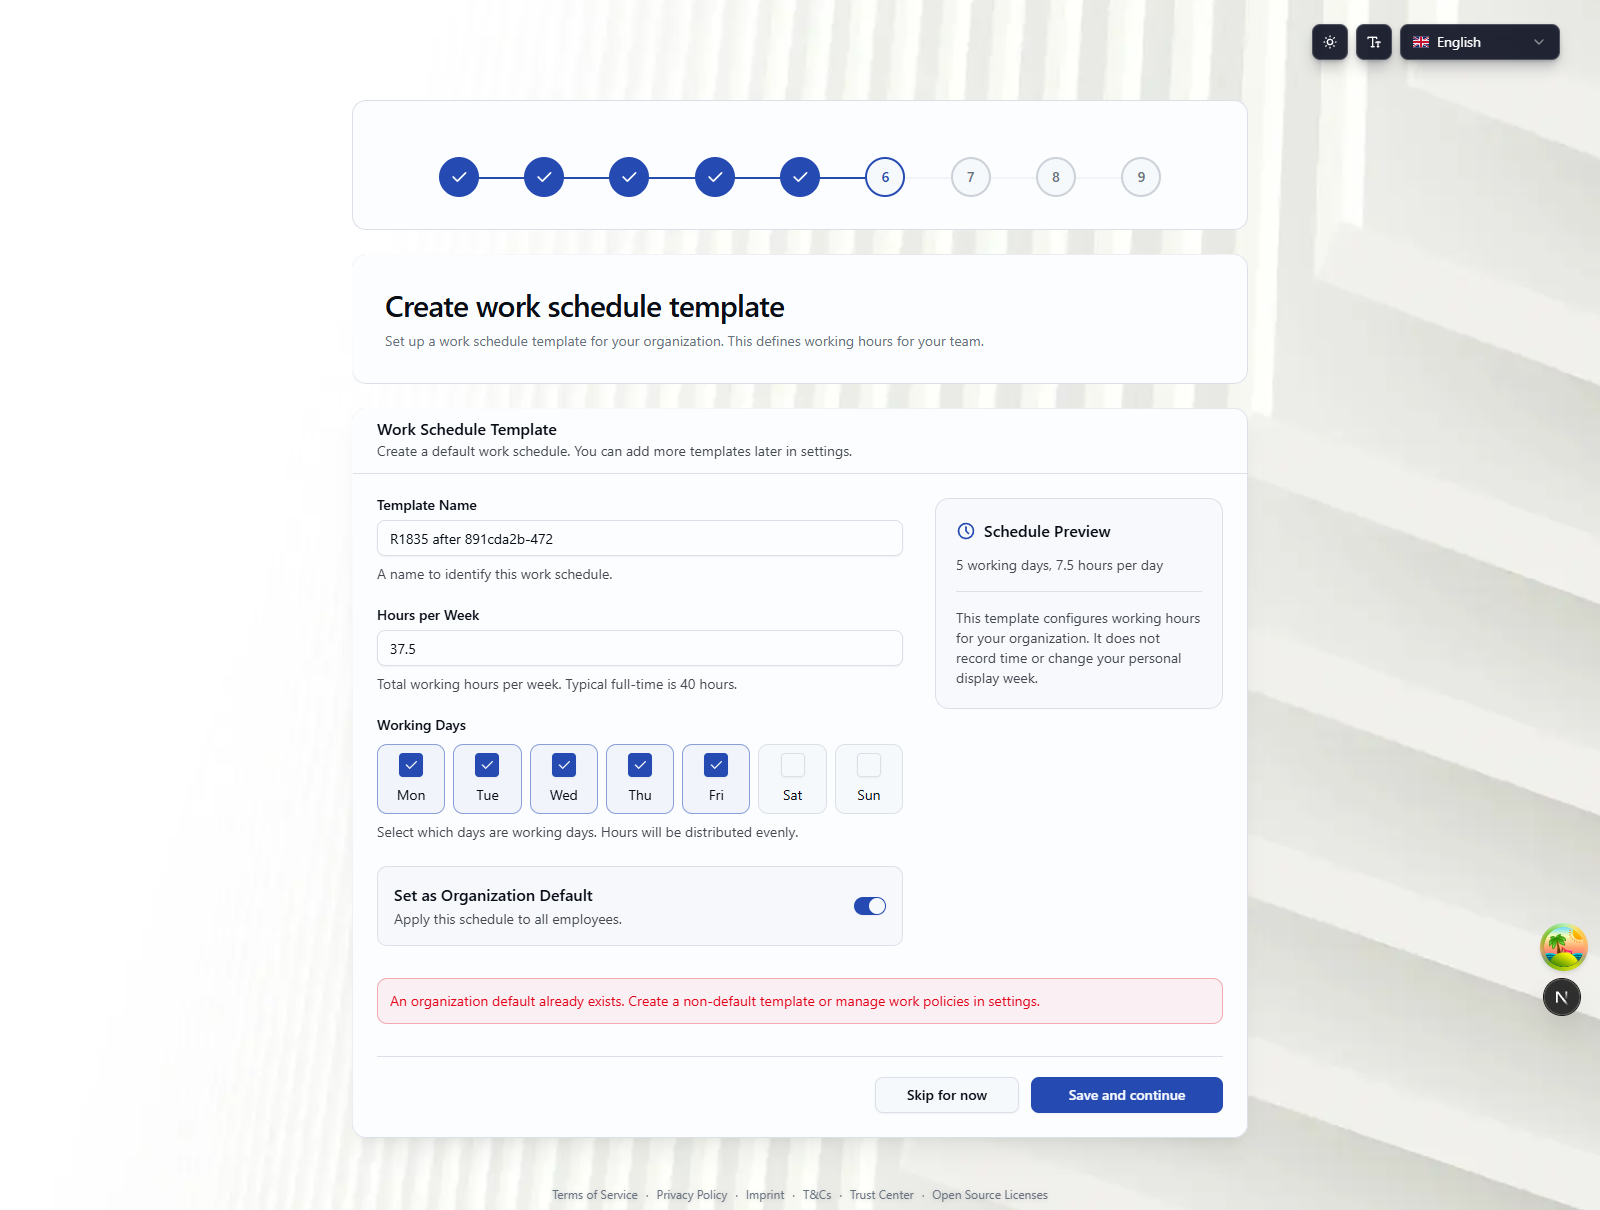 English
6
7
8
9
Create work schedule template
Set up a work schedule template for your organization. This defines working hours for your team.
Work Schedule Template
Create a default work schedule. You can add more templates later in settings.
Template Name
R1835 after 891cda2b-472
A name to identify this work schedule.
Hours per Week
37.5
Total working hours per week. Typical full-time is 40 hours.
Working Days
Mon Tue Wed Thu Fri Sat Sun
Select which days are working days. Hours will be distributed evenly.
Set as Organization Default
Apply this schedule to all employees.
Schedule Preview
5 working days, 7.5 hours per day
This template configures working hours
for your organization. It does not
record time or change your personal
display week.
An organization default already exists. Create a non-default template or manage work policies in settings.
Skip for now
Save and continue
N
Terms of Service · Privacy Policy · Imprint · T&Cs · Trust Center · Open Source Licenses